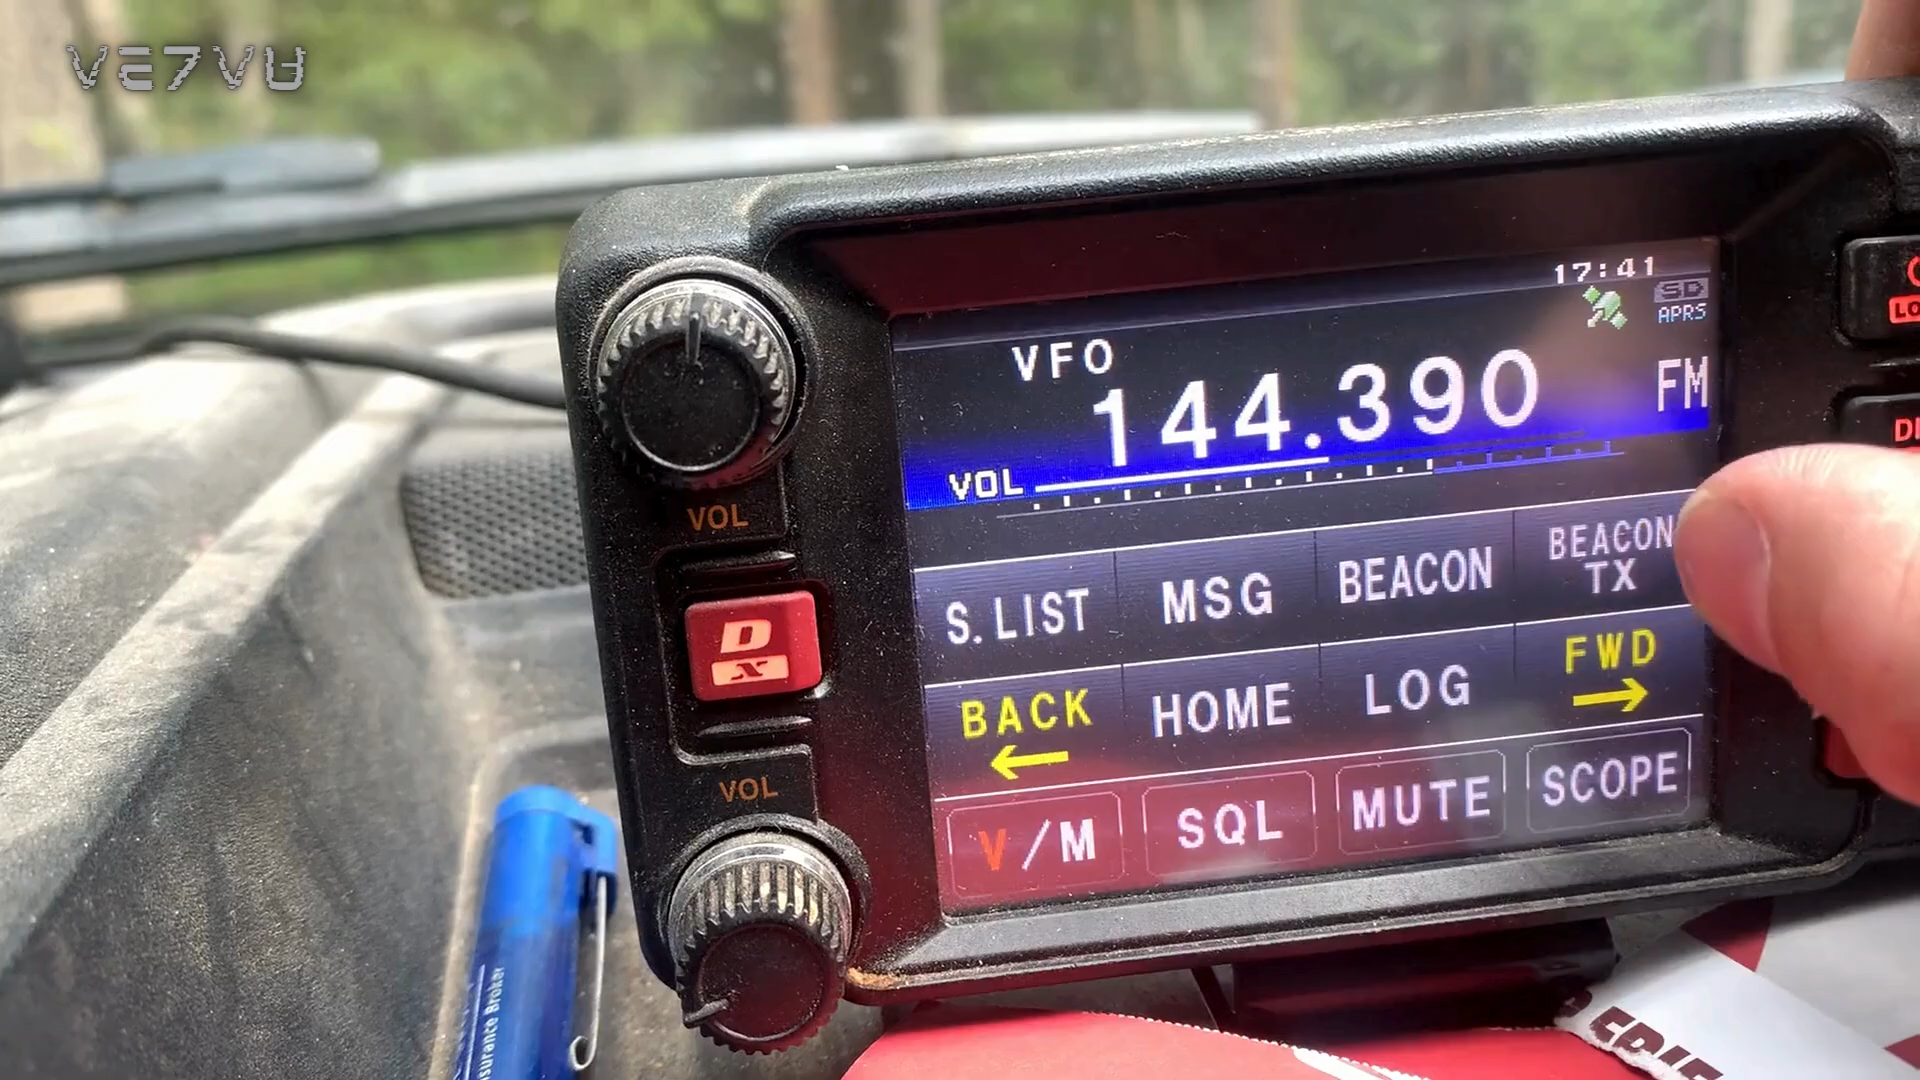 VE7VU
17:41
SD
APRS
VFO
144.390
FM
VOL
VOL
S.LIST
MSG
BEACON
BEACON
TX
D
X
BACK
HOME
LOG
FWD
VOL
V/M
SQL
MUTE
SCOPE
Broker